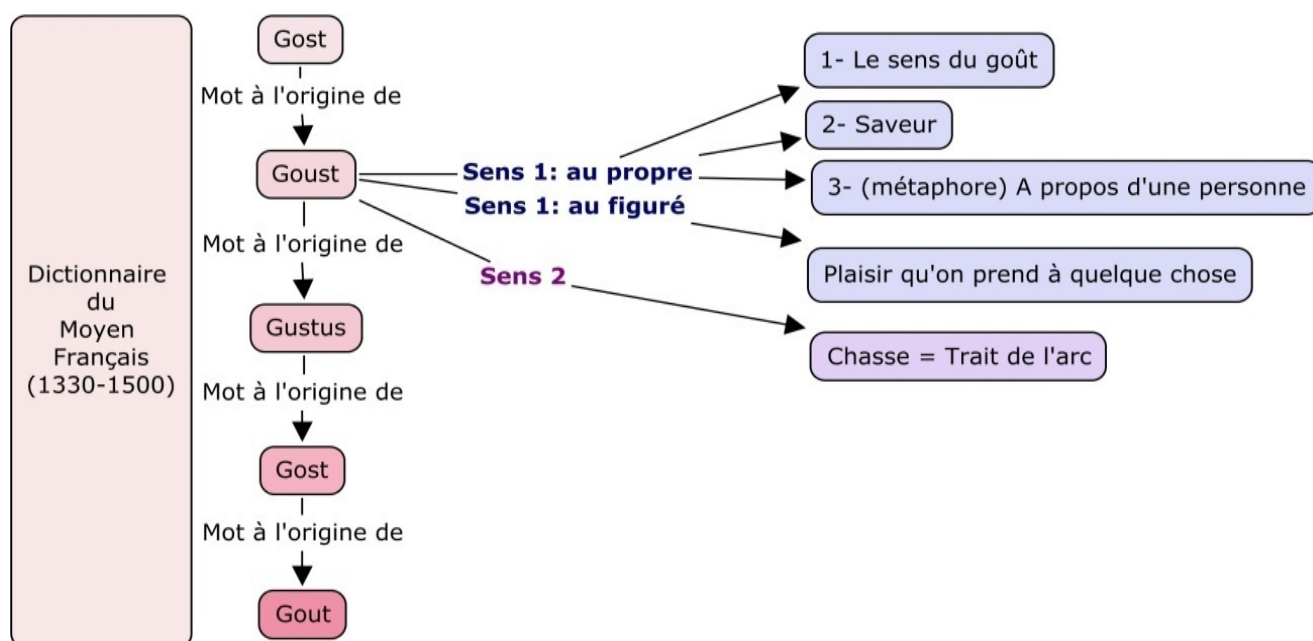 Dictionnaire
du
Moyen
Français
(1330-1500)
Gost
Mot à l'origine de
Goust
Mot à l'origine de
Gustus
Mot à l'origine de
Gost
Mot à l'origine de
Gout
Sens 1: au propre
Sens 1: au figuré
Sens 2
1- Le sens du goût
2- Saveur
3- (métaphore) A propos d'une personne
Plaisir qu'on prend à quelque chose
Chasse = Trait de l'arc